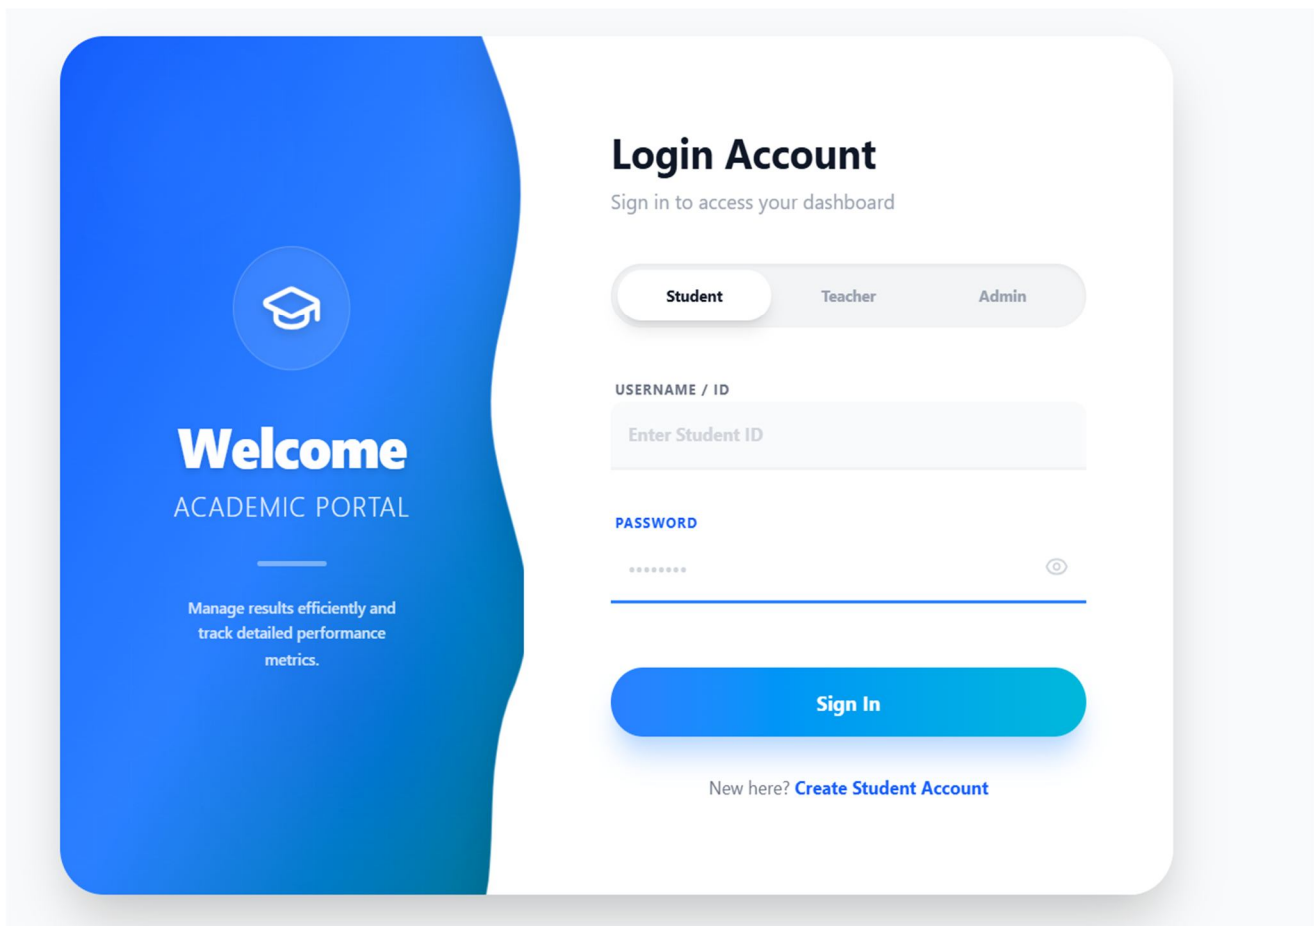 Welcome
ACADEMIC PORTAL
Manage results efficiently and
track detailed performance
metrics.
Login Account
Sign in to access your dashboard
Student Teacher Admin
USERNAME / ID
Enter Student ID
PASSWORD
••••••••
Sign In
New here? Create Student Account